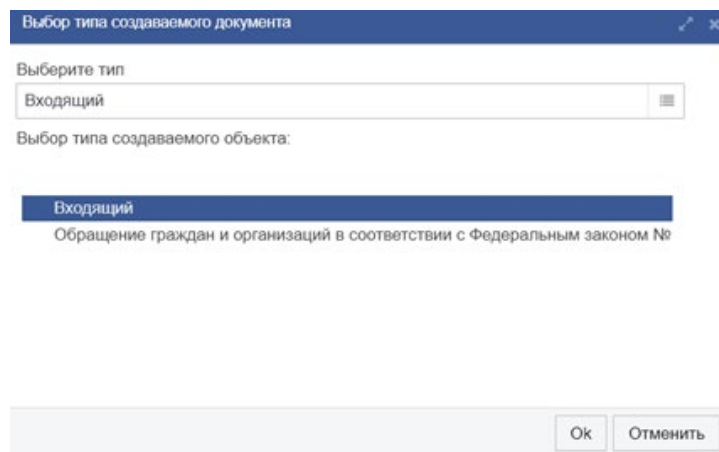 Выбор типа создаваемого документа
Выберите тип
Входящий
Выбор типа создаваемого объекта:
Входящий
Обращение граждан и организаций в соответствии с Федеральным законом №
Ok Отменить